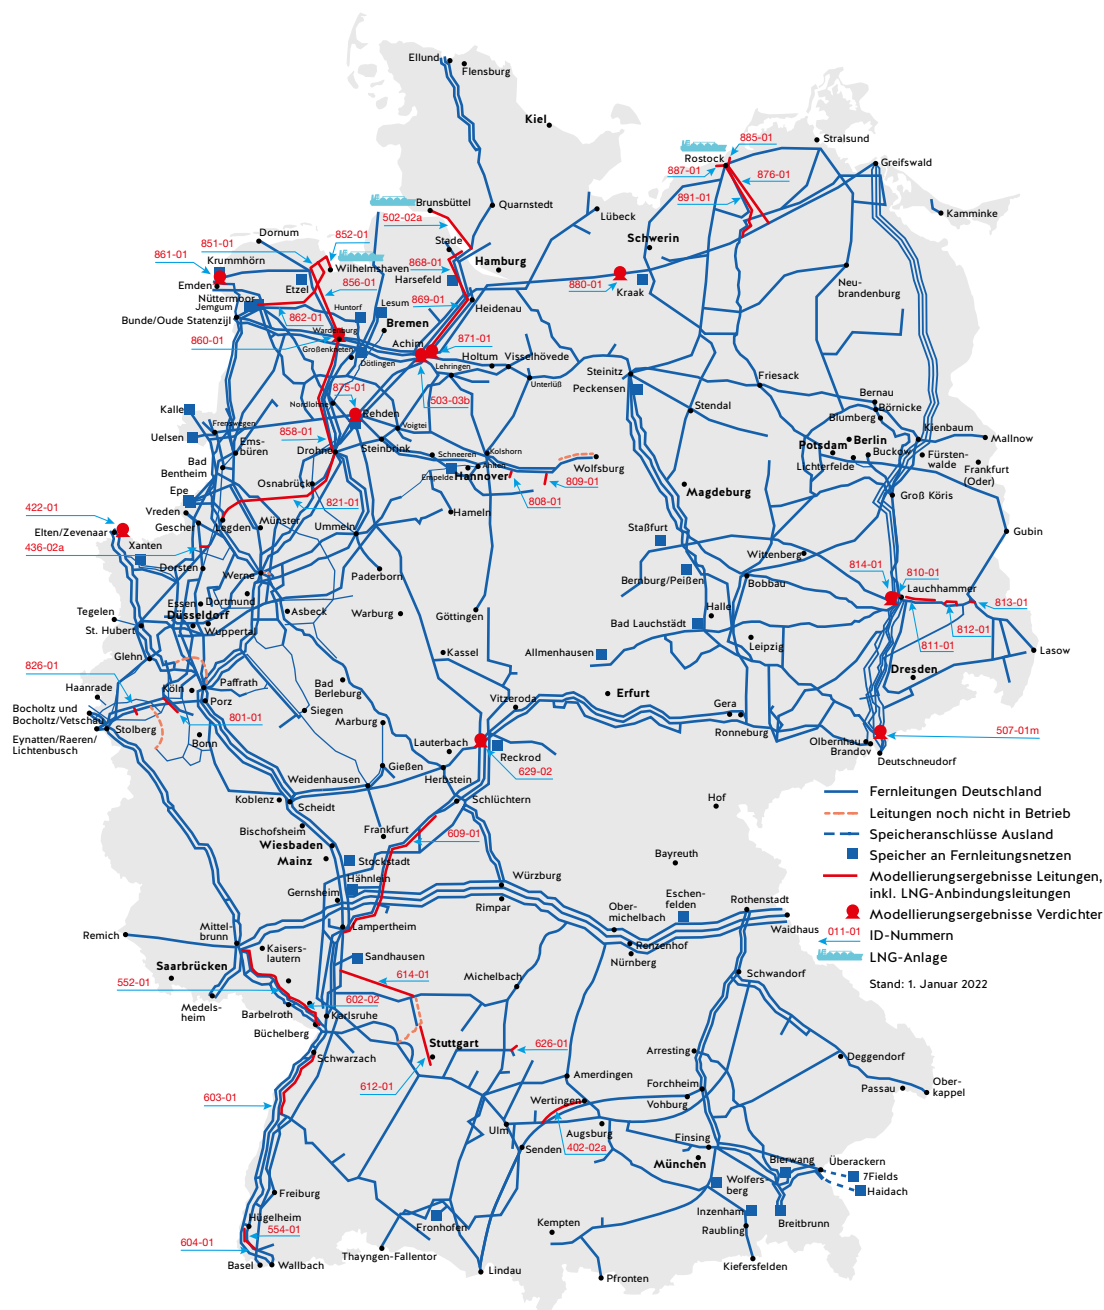 Ellund
Flensburg
Kiel
885-01
Stralsund
Rostock
Greifswald
887-01
876-01
891-01
Brunsbüttel
Quarnstedt
502-02a
Lübeck
Kamminke
Dornum
852-01
851-01
Stade
Schwerin
861-01
Krummhörn
Wilhelmshaven
868-01
Hamburg
Emden
Etzel
856-01
Harsefeld
880-01
Kraak
Neu-
brandenburg
Nüttermoor
Jemgum
Huntorf
Lesum
869-01
Heidenau
Bunde/Oude Statenzijl
862-01
Wardenburg
Bremen
860-01
Großenkneten
Achim
871-01
Dötlingen
Lehringen
Holtum
Visselhövede
Unterlüß
Steinitz
Peckensen
Friesack
875-01
503-03b
Bernau
Börnicke
Blumberg
Kalle
Nordlohne
Rehden
Stendal
Frenswegen
Voigtei
Kienbaum
Mallnow
Uelsen
858-01
Steinbrink
Potsdam
Berlin
Ems-
büren
Drohne
Schneeren
Kolshorn
Lichterfelde
Buckow
Fürsten-
walde
Frankfurt
(Oder)
Bad
Bentheim
Empelde
Hannover
Ahlten
Wolfsburg
Epe
Osnabrück
809-01
Magdeburg
Groß Köris
422-01
Vreden
821-01
808-01
Gescher
Legden
Münster
Ummeln
Hameln
Elten/Zevenaar
Staßfurt
Gubin
436-02a
Xanten
Wittenberg
Dorsten
Werne
Paderborn
Bernburg/Peißen
Bobbau
814-01
810-01
Lauchhammer
Essen
Dortmund
Asbeck
Warburg
Göttingen
Halle
813-01
Tegelen
Düsseldorf
Bad Lauchstädt
812-01
St. Hubert
Wuppertal
811-01
Glehn
Kassel
Allmenhausen
Leipzig
Lasow
826-01
Dresden
Haanrade
Köln
Paffrath
Bad
Berleburg
Vitzeroda
Erfurt
Porz
Gera
Bocholtz und
Bocholtz/Vetschau
801-01
Siegen
Marburg
Ronneburg
Stolberg
507-01m
Eynatten/Raeren/
Lichtenbusch
Bonn
Lauterbach
Reckrod
Olbernhau
Brandov
Deutschneudorf
Gießen
Herbstein
629-02
Weidenhausen
Koblenz
Scheidt
Schlüchtern
Hof
Fernleitungen Deutschland
Leitungen noch nicht in Betrieb
Speicheranschlüsse Ausland
Speicher an Fernleitungsnetzen
Modellierungsergebnisse Leitungen,
inkl. LNG-Anbindungsleitungen
Modellierungsergebnisse Verdichter
011-01
ID-Nummern
LNG-Anlage
Stand: 1. Januar 2022
Bischofsheim
Frankfurt
609-01
Wiesbaden
Mainz
Stockstadt
Bayreuth
Hähnlein
Gernsheim
Würzburg
Eschen-
felden
Rothenstadt
Rimpar
Ober-
michelbach
Waidhaus
Remich
Mittel-
brunn
Lampertheim
Renzenhof
Nürnberg
Kaisers-
lautern
Sandhausen
Saarbrücken
614-01
Michelbach
Schwandorf
552-01
Medels-
heim
Barbelroth
602-02
Karlsruhe
Büchelberg
Stuttgart
626-01
Arresting
Schwarzach
Deggendorf
612-01
Amerdingen
Forchheim
Passau
Ober-
kappel
603-01
Wertingen
Vohburg
Ulm
Augsburg
Finsing
Senden
402-02a
München
Bierwang
Überackern
7Fields
Haidach
Freiburg
Wolfers-
berg
Hügelheim
Fronhofen
Kempten
Inzenham
Breitbrunn
554-01
Raubling
604-01
Thayngen-Fallentor
Kiefersfelden
Basel
Wallbach
Lindau
Pfronten